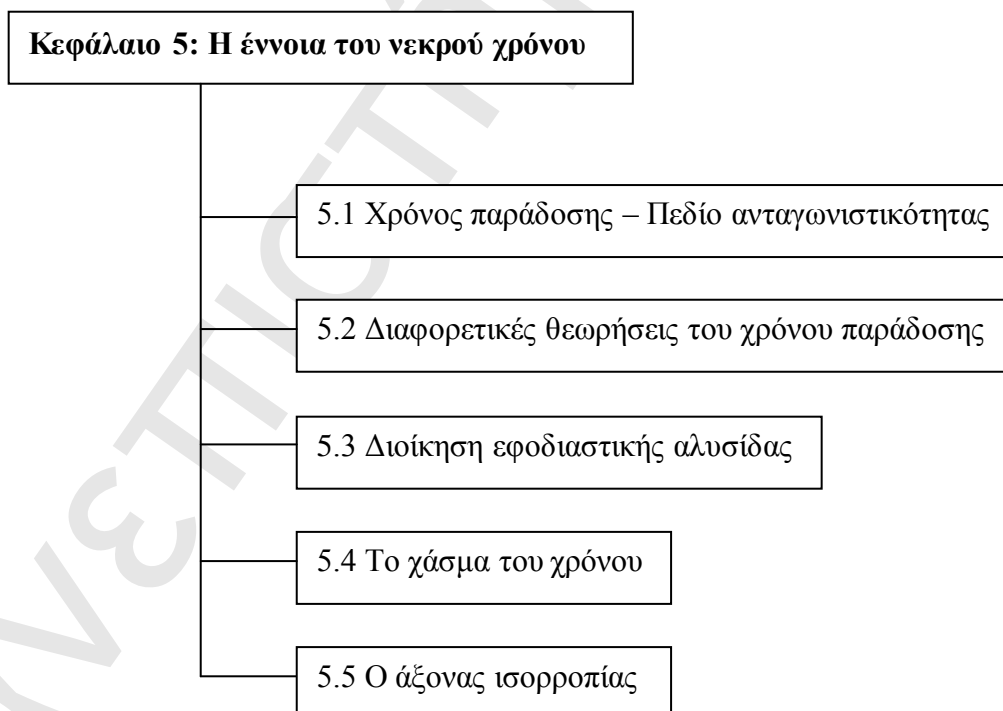 Κεφάλαιο 5: Η έννοια του νεκρού χρόνου
5.1 Χρόνος παράδοσης – Πεδίο ανταγωνιστικότητας
5.2 Διαφορετικές θεωρήσεις του χρόνου παράδοσης
5.3 Διοίκηση εφοδιαστικής αλυσίδας
5.4 Το χάσμα του χρόνου
5.5 Ο άξονας ισορροπίας